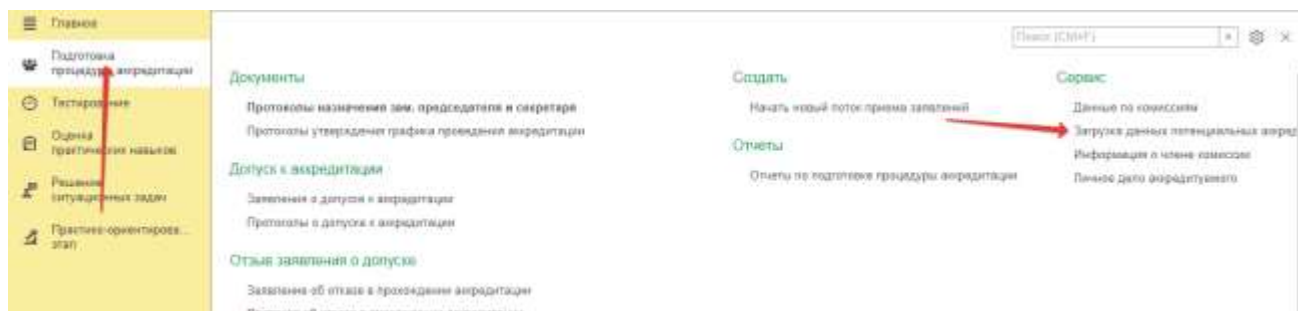 Главное
Подготовка
процедуры аккредитации
Тестирование
Оценка
практических навыков
Решение
ситуационных задач
Практико-ориентирова...
этап
Поиск (Ctrl+F)
Документы
Протоколы назначения зам. председателя и секретаря
Протоколы утверждения графика проведения аккредитации
Допуск к аккредитации
Заявления о допуске к аккредитации
Протоколы о допуске к аккредитации
Отзыв заявления о допуске
Заявление об отказе в прохождении аккредитации
Создать
Начать новый поток приема заявлений
Отчеты
Отчеты по подготовке процедуры аккредитации
Сервис
Данные по комиссиям
Загрузка данных потенциальных аккред
Информация о члене комиссии
Личное дело аккредитуемого